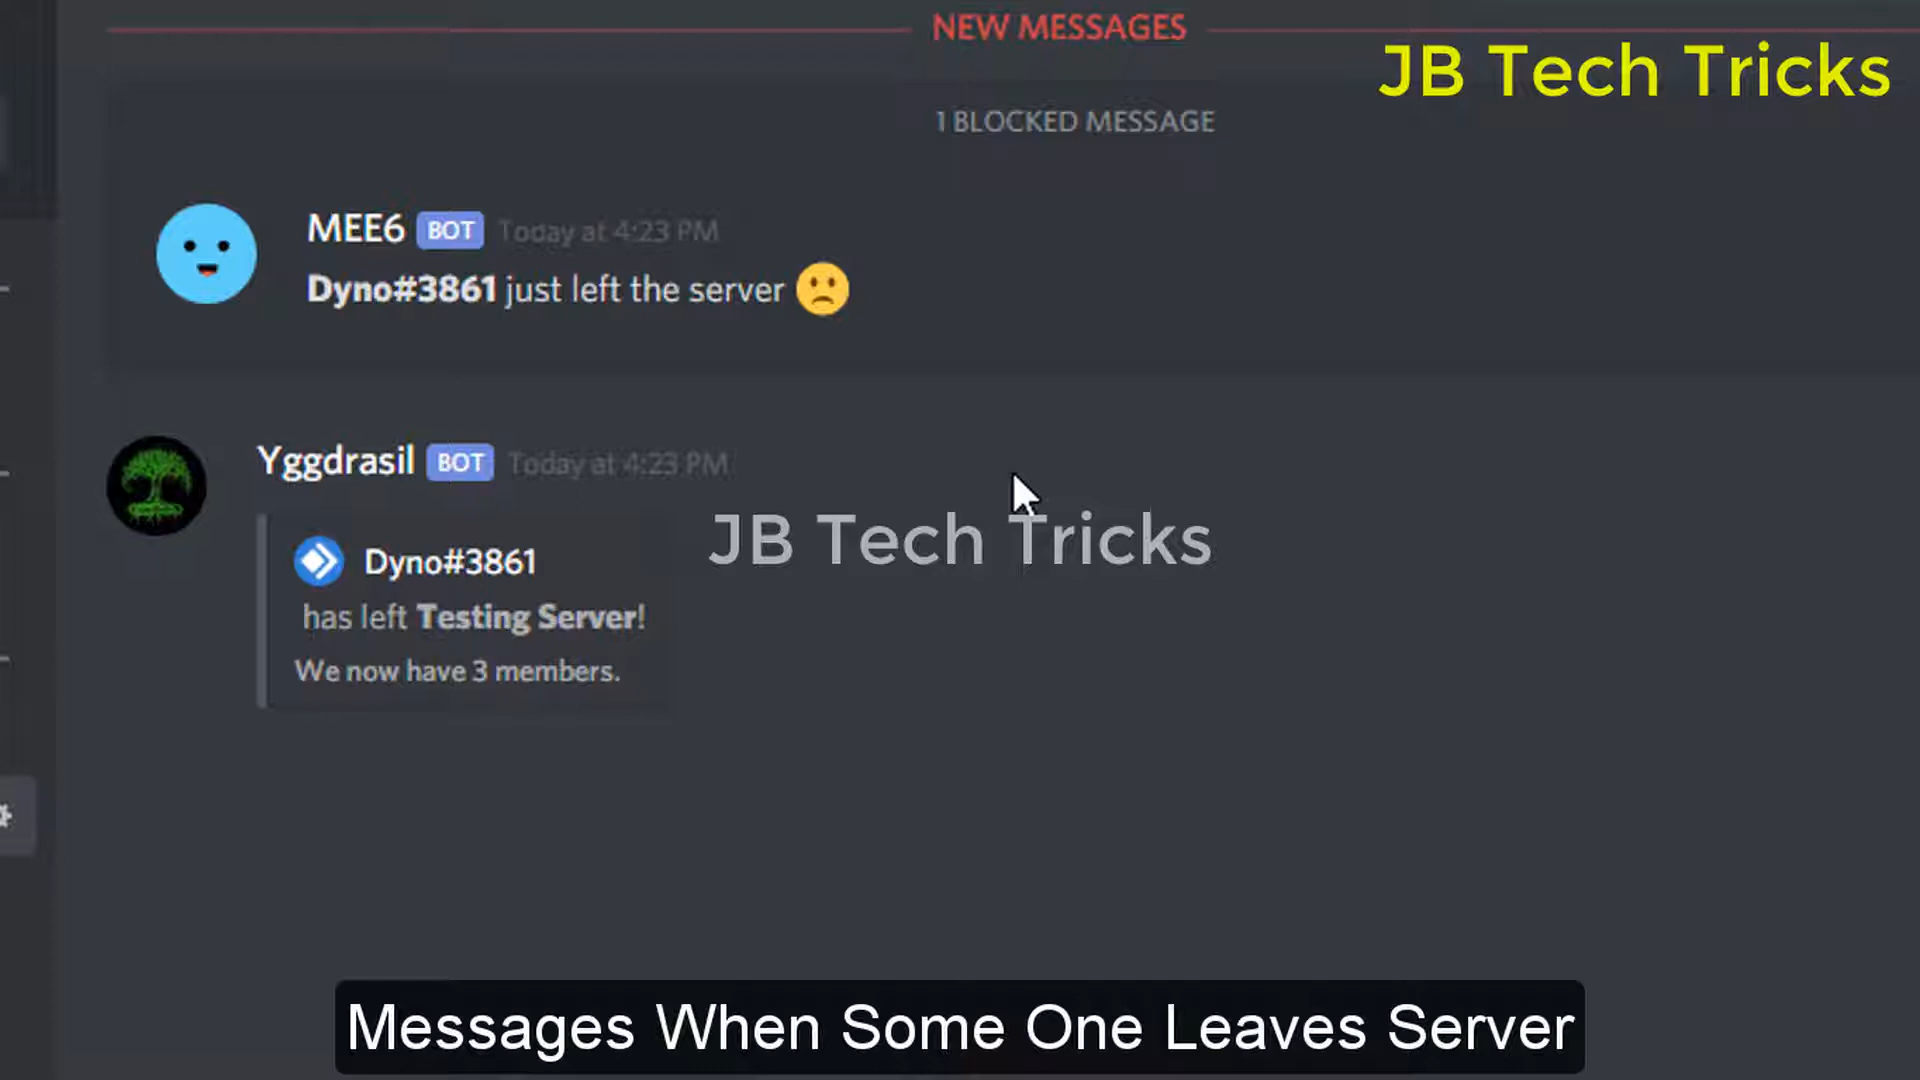 NEW MESSAGES
JB Tech Tricks
1 BLOCKED MESSAGE
MEE6 BOT Today at 4:23 PM
Dyno#3861 just left the server
Yggdrasil BOT Today at 4:23 PM
JB Tech Tricks
Dyno#3861
has left Testing Server!
We now have 3 members.
Messages When Some One Leaves Server